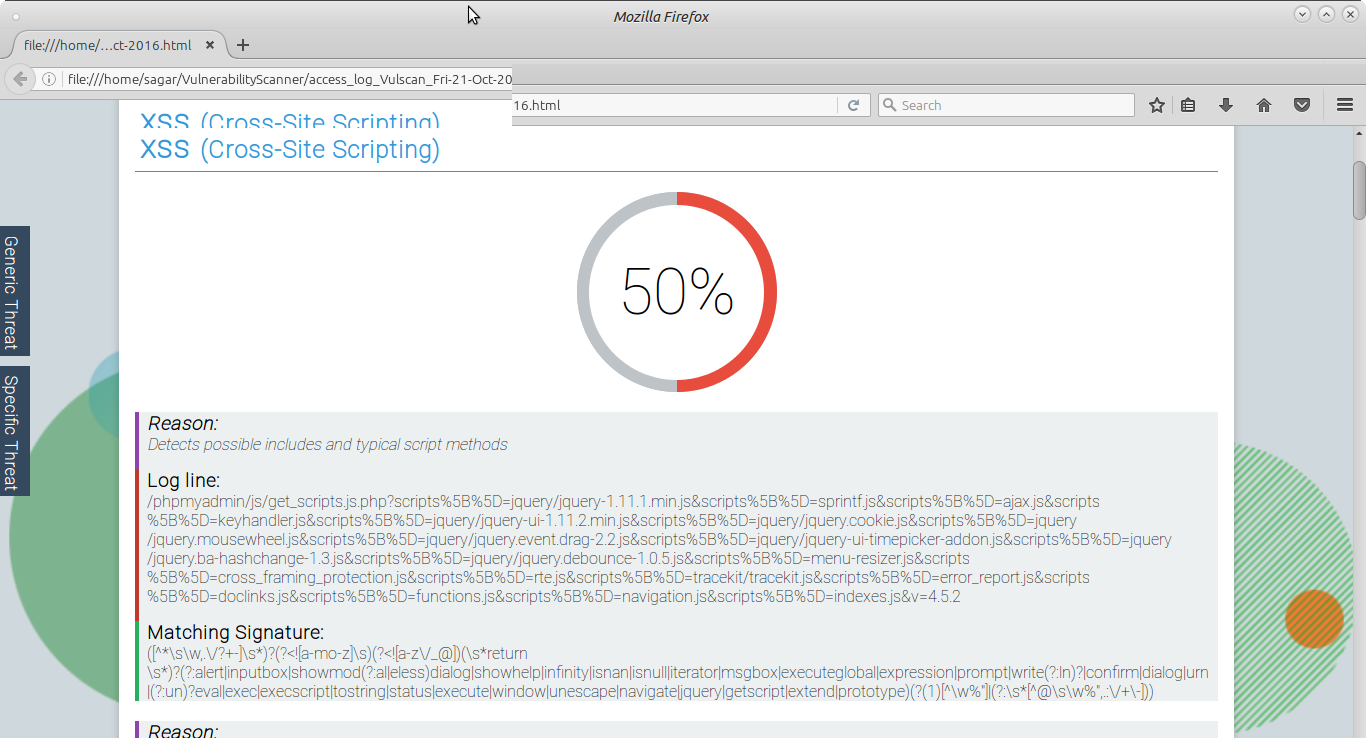 Mozilla Firefox
file:///home/...ct-2016.html
file:///home/sagar/VulnerabilityScanner/access_log_Vulscan_Fri-21-Oct-20
16.html
Search
XSS (Cross-Site Scripting)
XSS (Cross-Site Scripting)
50%
Generic Threat
Specific Threat
Reason:
Detects possible includes and typical script methods
Log line:
/phpmyadmin/js/get_scripts.js.php?scripts%5B%5D=jquery/jquery-1.11.1.min.js&scripts%5B%5D=sprintf.js&scripts%5B%5D=ajax.js&scripts
%5B%5D=keyhandler.js&scripts%5B%5D=jquery/jquery-ui-1.11.2.min.js&scripts%5B%5D=jquery/jquery.cookie.js&scripts%5B%5D=jquery
/jquery.mousewheel.js&scripts%5B%5D=jquery/jquery.event.drag-2.2.js&scripts%5B%5D=jquery/jquery-ui-timepicker-addon.js&scripts%5B%5D=jquery
/jquery.ba-hashchange-1.3.js&scripts%5B%5D=jquery/jquery.debounce-1.0.5.js&scripts%5B%5D=menu-resizer.js&scripts
%5B%5D=cross_framing_protection.js&scripts%5B%5D=rte.js&scripts%5B%5D=tracekit/tracekit.js&scripts%5B%5D=error_report.js&scripts
%5B%5D=doclinks.js&scripts%5B%5D=functions.js&scripts%5B%5D=navigation.js&scripts%5B%5D=indexes.js&v=4.5.2
Matching Signature:
([^*\s\w,.\/?+-]\s*)?(?<![a-mo-z]\s)(?<![a-z\/_@])(\s*return
\s*)?(?:alert|inputbox|showmod(?:al|eless)dialog|showhelp|infinity|isnan|isnull|iterator|msgbox|executeglobal|expression|prompt|write(?:ln)?|confirm|dialog|urn
|(?:un)?eval|exec|execscript|tostring|status|execute|window|unescape|navigate|jquery|getscript|extend|prototype)(?(1)[^\w%"]|(?:\s*[^@\s\w%",.:\/+\-]))
Reason: